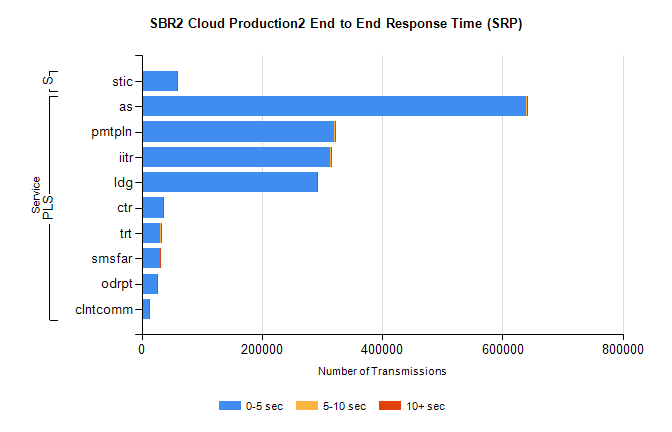 SBR2 Cloud Production2 End to End Response Time (SRP)
Service
S
PLS
stic
as
pmtpln
iitr
ldg
ctr
trt
smsfar
odrpt
clntcomm
0 200000 400000 600000 800000
Number of Transmissions
0-5 sec 5-10 sec 10+ sec